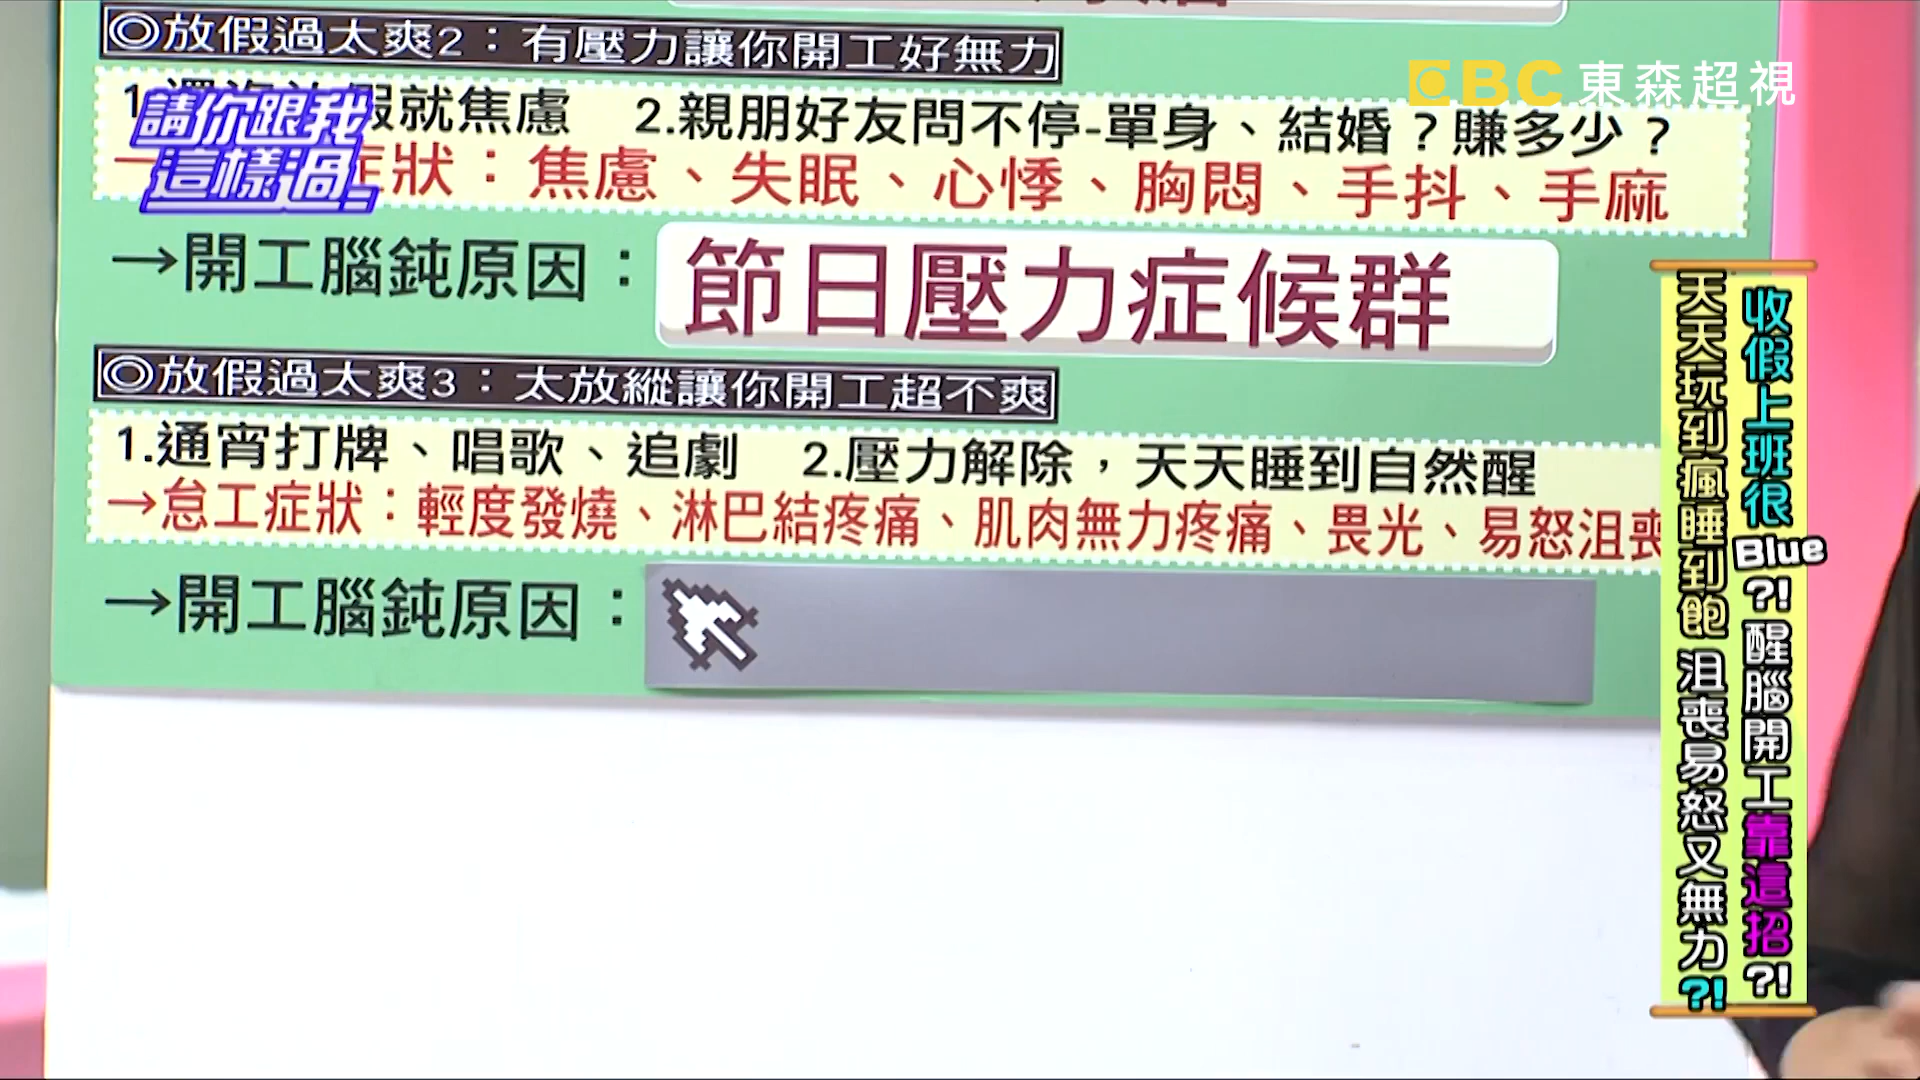 ◎放假過太爽2：有壓力讓你開工好無力
假就焦慮 2.親朋好友問不停-單身、結婚？賺多少？
症狀：焦慮、失眠、心悸、胸悶、手抖、手麻
→開工腦鈍原因：節日壓力症候群
◎放假過太爽3：太放縱讓你開工超不爽
1.通宵打牌、唱歌、追劇 2.壓力解除，天天睡到自然醒
→怠工症狀：輕度發燒、淋巴結疼痛、肌肉無力疼痛、畏光、易怒沮喪
→開工腦鈍原因：
請你跟我
這樣過
EBC 東森超視
收假上班很Blue?!醒腦開工靠這招?!
天天玩到瘋睡到飽 沮喪易怒又無力?!